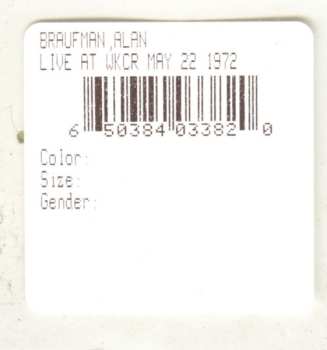 BRAUFMAN,ALAN
LIVE AT WKCR MAY 22 1972
6 50384 03382 0
Color:
Size:
Gender: